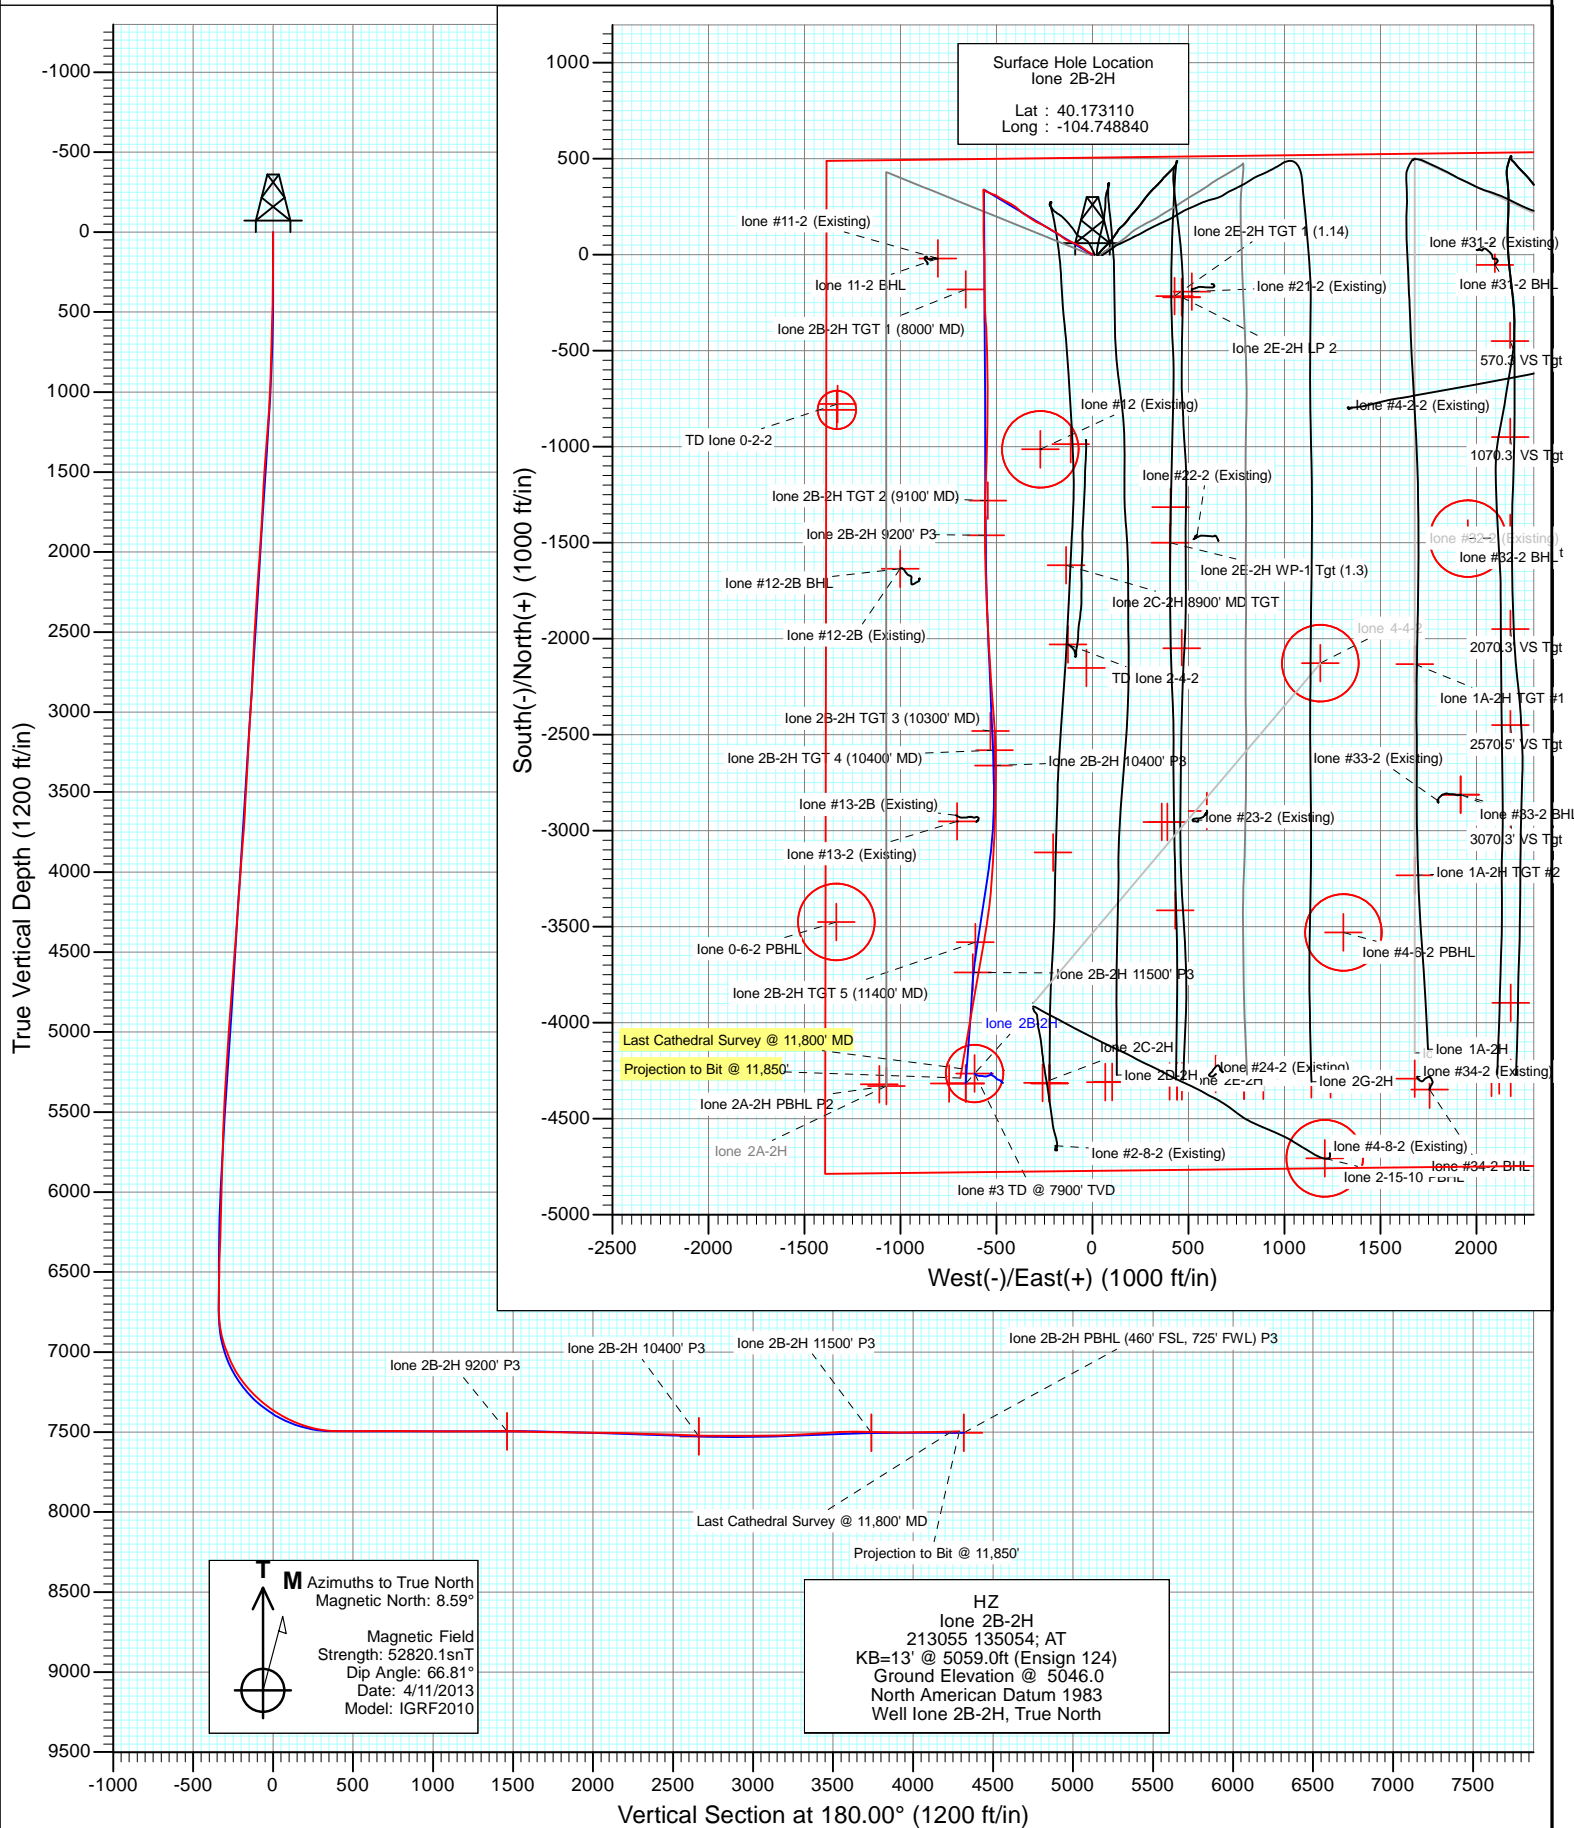 Surface Hole Location
Ione 2B-2H
Lat : 40.173110
Long : -104.748840
1000
500
0
-500
-1000
-1500
-2000
-2500
-3000
-3500
-4000
-4500
-5000
South(-)/North(+) (1000 ft/in)
Ione #11-2 (Existing)
Ione 11-2 BHL
Ione 2B-2H TGT 1 (8000' MD)
TD Ione 0-2-2
Ione #12 (Existing)
Ione 2B-2H TGT 2 (9100' MD)
Ione 2B-2H 9200' P3
Ione #12-2B BHL
Ione #12-2B (Existing)
Ione 2E-2H TGT 1 (1.14)
Ione #21-2 (Existing)
Ione 2E-2H LP 2
Ione #22-2 (Existing)
Ione 2E-2H WP-1 Tgt (1.3)
Ione 2C-2H 8900' MD TGT
TD Ione 2-4-2
Ione #31-2 (Existing)
Ione #31-2 BHL
570.3 VS Tgt
Ione #4-2-2 (Existing)
1070.3' VS Tgt
Ione #32-2 (Existing)
Ione #32-2 BHL
Ione 4-4-2
2070.3' VS Tgt
Ione 1A-2H TGT #1
2570.5' VS Tgt
Ione 2B-2H TGT 3 (10300' MD)
Ione 2B-2H TGT 4 (10400' MD)
Ione 2B-2H 10400' P3
Ione #33-2 (Existing)
Ione #13-2B (Existing)
Ione #13-2 (Existing)
Ione #23-2 (Existing)
Ione #33-2 BHL
3070.3' VS Tgt
Ione 1A-2H TGT #2
Ione 0-6-2 PBHL
Ione #4-6-2 PBHL
Ione 2B-2H TGT 5 (11400' MD)
Ione 2B-2H 11500' P3
Ione 2B-2H
Last Cathedral Survey @ 11,800' MD
Projection to Bit @ 11,850'
Ione 2C-2H
Ione 2D-2H
Ione #24-2 (Existing)
Ione 2E-2H
Ione 2G-2H
Ione 1A-2H
Ione #34-2 (Existing)
Ione 2A-2H PBHL P2
Ione 2A-2H
Ione #2-8-2 (Existing)
Ione #4-8-2 (Existing)
Ione #34-2 BHL
Ione 2-15-10 PBHL
Ione #3 TD @ 7900' TVD
-2500 -2000 -1500 -1000 -500 0 500 1000 1500 2000
West(-)/East(+) (1000 ft/in)
-1000
-500
0
500
1000
1500
2000
2500
3000
3500
4000
4500
5000
5500
6000
6500
7000
7500
8000
8500
9000
9500
True Vertical Depth (1200 ft/in)
Ione 2B-2H 9200' P3
Ione 2B-2H 10400' P3
Ione 2B-2H 11500' P3
Ione 2B-2H PBHL (460' FSL, 725' FWL) P3
Last Cathedral Survey @ 11,800' MD
Projection to Bit @ 11,850'
T
M
Azimuths to True North
Magnetic North: 8.59°
Magnetic Field
Strength: 52820.1snT
Dip Angle: 66.81°
Date: 4/11/2013
Model: IGRF2010
HZ
Ione 2B-2H
213055 135054; AT
KB=13' @ 5059.0ft (Ensign 124)
Ground Elevation @ 5046.0
North American Datum 1983
Well Ione 2B-2H, True North
-1000 -500 0 500 1000 1500 2000 2500 3000 3500 4000 4500 5000 5500 6000 6500 7000 7500
Vertical Section at 180.00° (1200 ft/in)